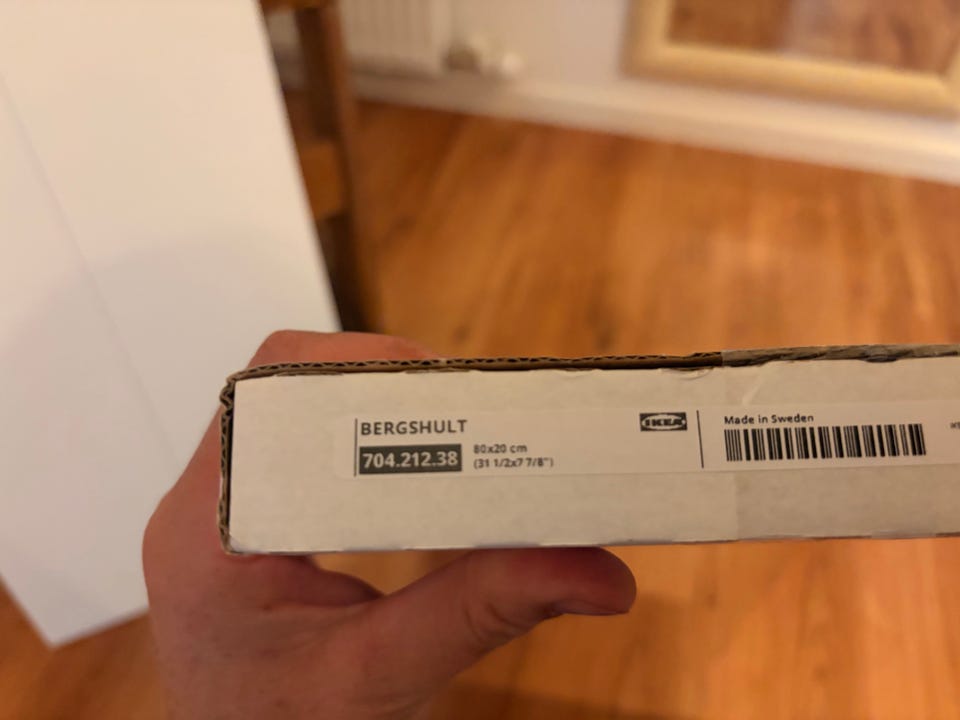 BERGSHULT
704.212.38
80x20 cm
(31 1/2x7 7/8")
IKEA
Made in Sweden